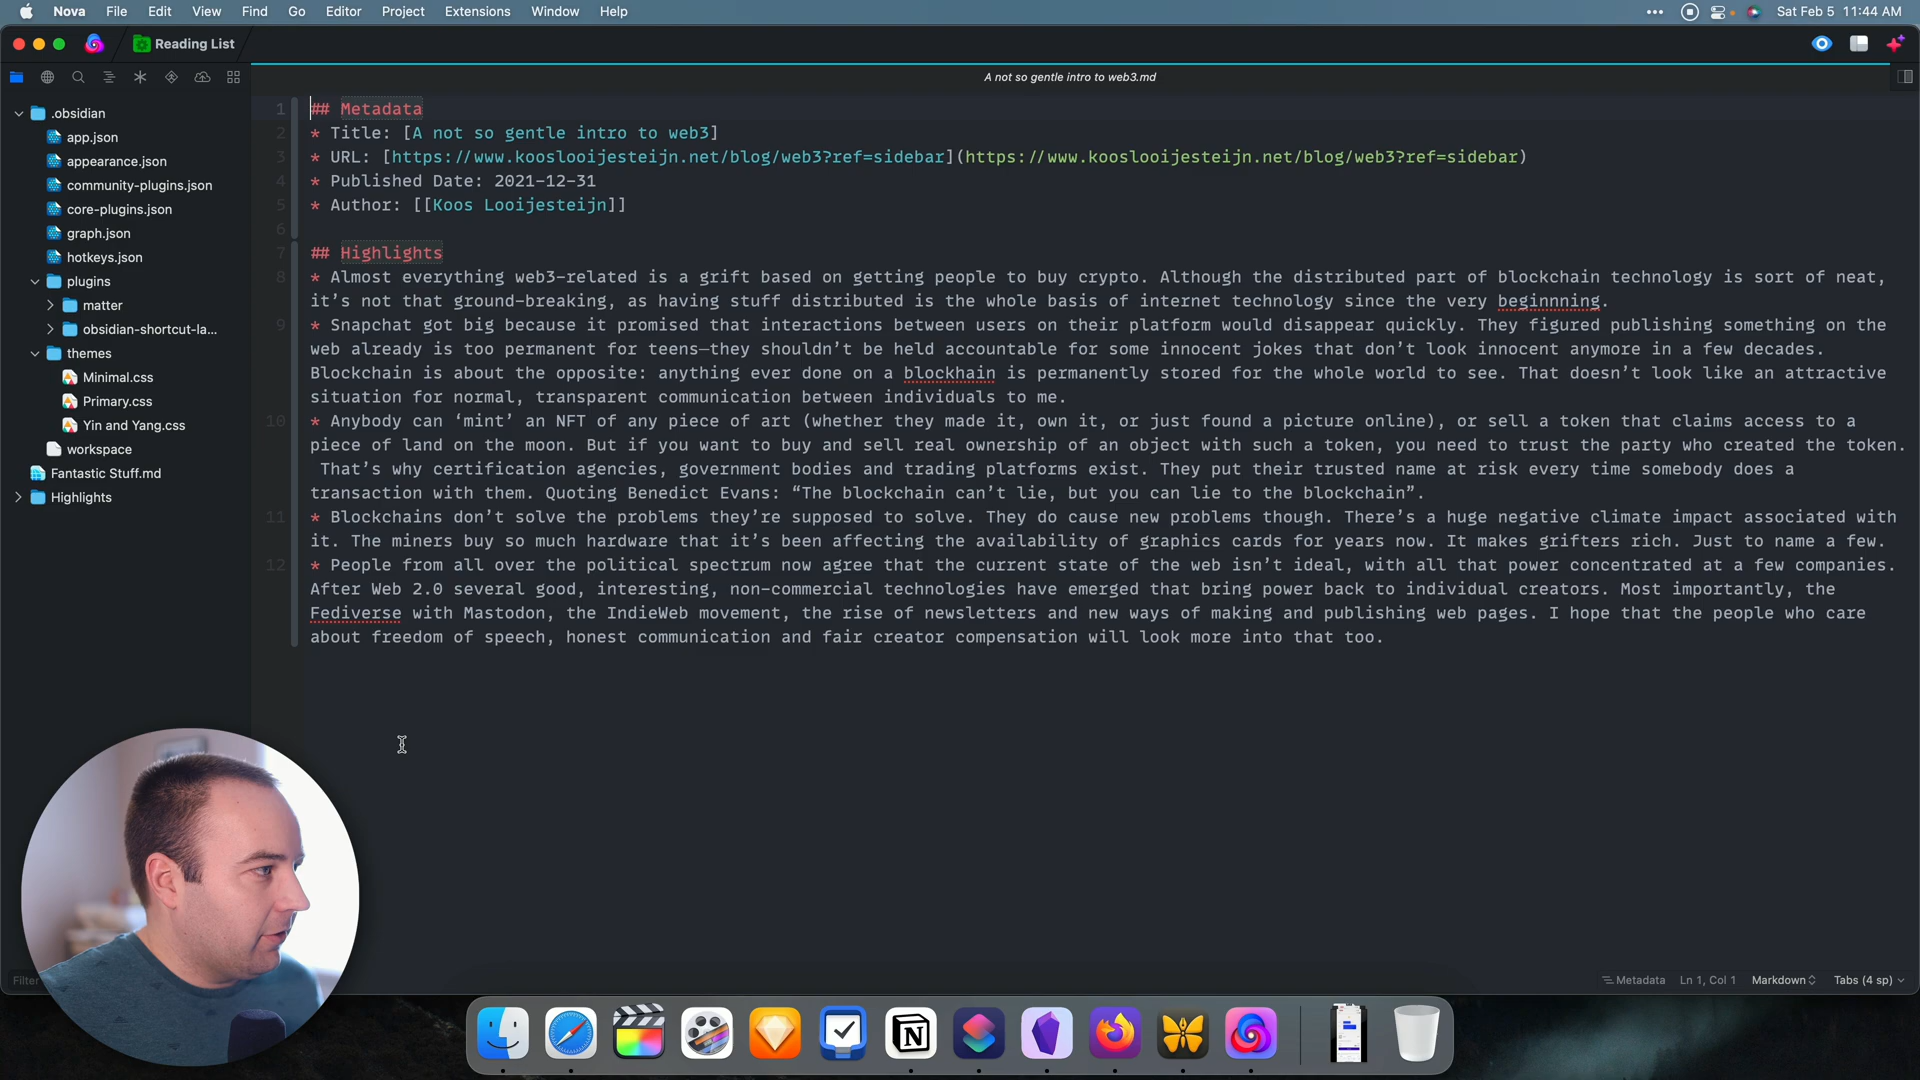 Nova File Edit View Find Go Editor Project Extensions Window Help
Sat Feb 5 11:44 AM
Reading List
A not so gentle intro to web3.md
.obsidian
app.json
appearance.json
community-plugins.json
core-plugins.json
graph.json
hotkeys.json
plugins
matter
obsidian-shortcut-la...
themes
Minimal.css
Primary.css
Yin and Yang.css
workspace
Fantastic Stuff.md
Highlights
Filter
1 ## Metadata
2 * Title: [A not so gentle intro to web3]
3 * URL: [https://www.kooslooijesteijn.net/blog/web3?ref=sidebar](https://www.kooslooijesteijn.net/blog/web3?ref=sidebar)
4 * Published Date: 2021-12-31
5 * Author: [[Koos Looijesteijn]]
6
7 ## Highlights
8 * Almost everything web3-related is a grift based on getting people to buy crypto. Although the distributed part of blockchain technology is sort of neat,
it’s not that ground-breaking, as having stuff distributed is the whole basis of internet technology since the very beginnning.
9 * Snapchat got big because it promised that interactions between users on their platform would disappear quickly. They figured publishing something on the
web already is too permanent for teens—they shouldn’t be held accountable for some innocent jokes that don’t look innocent anymore in a few decades.
Blockchain is about the opposite: anything ever done on a blockhain is permanently stored for the whole world to see. That doesn’t look like an attractive
situation for normal, transparent communication between individuals to me.
10 * Anybody can ‘mint’ an NFT of any piece of art (whether they made it, own it, or just found a picture online), or sell a token that claims access to a
piece of land on the moon. But if you want to buy and sell real ownership of an object with such a token, you need to trust the party who created the token.
That’s why certification agencies, government bodies and trading platforms exist. They put their trusted name at risk every time somebody does a
transaction with them. Quoting Benedict Evans: “The blockchain can’t lie, but you can lie to the blockchain”.
11 * Blockchains don’t solve the problems they’re supposed to solve. They do cause new problems though. There’s a huge negative climate impact associated with
it. The miners buy so much hardware that it’s been affecting the availability of graphics cards for years now. It makes grifters rich. Just to name a few.
12 * People from all over the political spectrum now agree that the current state of the web isn’t ideal, with all that power concentrated at a few companies.
After Web 2.0 several good, interesting, non-commercial technologies have emerged that bring power back to individual creators. Most importantly, the
Fediverse with Mastodon, the IndieWeb movement, the rise of newsletters and new ways of making and publishing web pages. I hope that the people who care
about freedom of speech, honest communication and fair creator compensation will look more into that too.
Metadata Ln 1, Col 1 Markdown Tabs (4 sp)